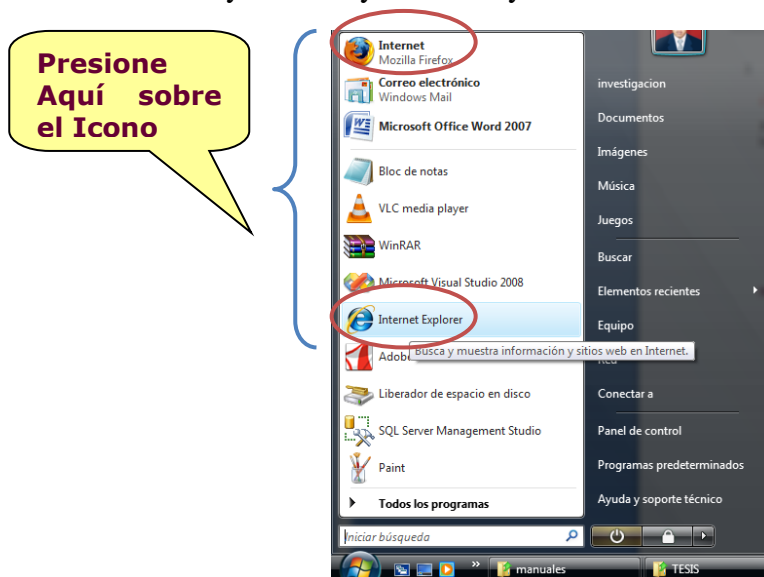 Presione
Aquí sobre
el Icono
Internet
Mozilla Firefox
Correo electrónico
Windows Mail
Microsoft Office Word 2007
Bloc de notas
VLC media player
WinRAR
Microsoft Visual Studio 2008
Internet Explorer
Busca y muestra información y sitios web en Internet.
Adobe
Liberador de espacio en disco
SQL Server Management Studio
Paint
Todos los programas
Iniciar búsqueda
investigacion
Documentos
Imágenes
Música
Juegos
Buscar
Elementos recientes
Equipo
Red
Conectar a
Panel de control
Programas predeterminados
Ayuda y soporte técnico
manuales
TESIS